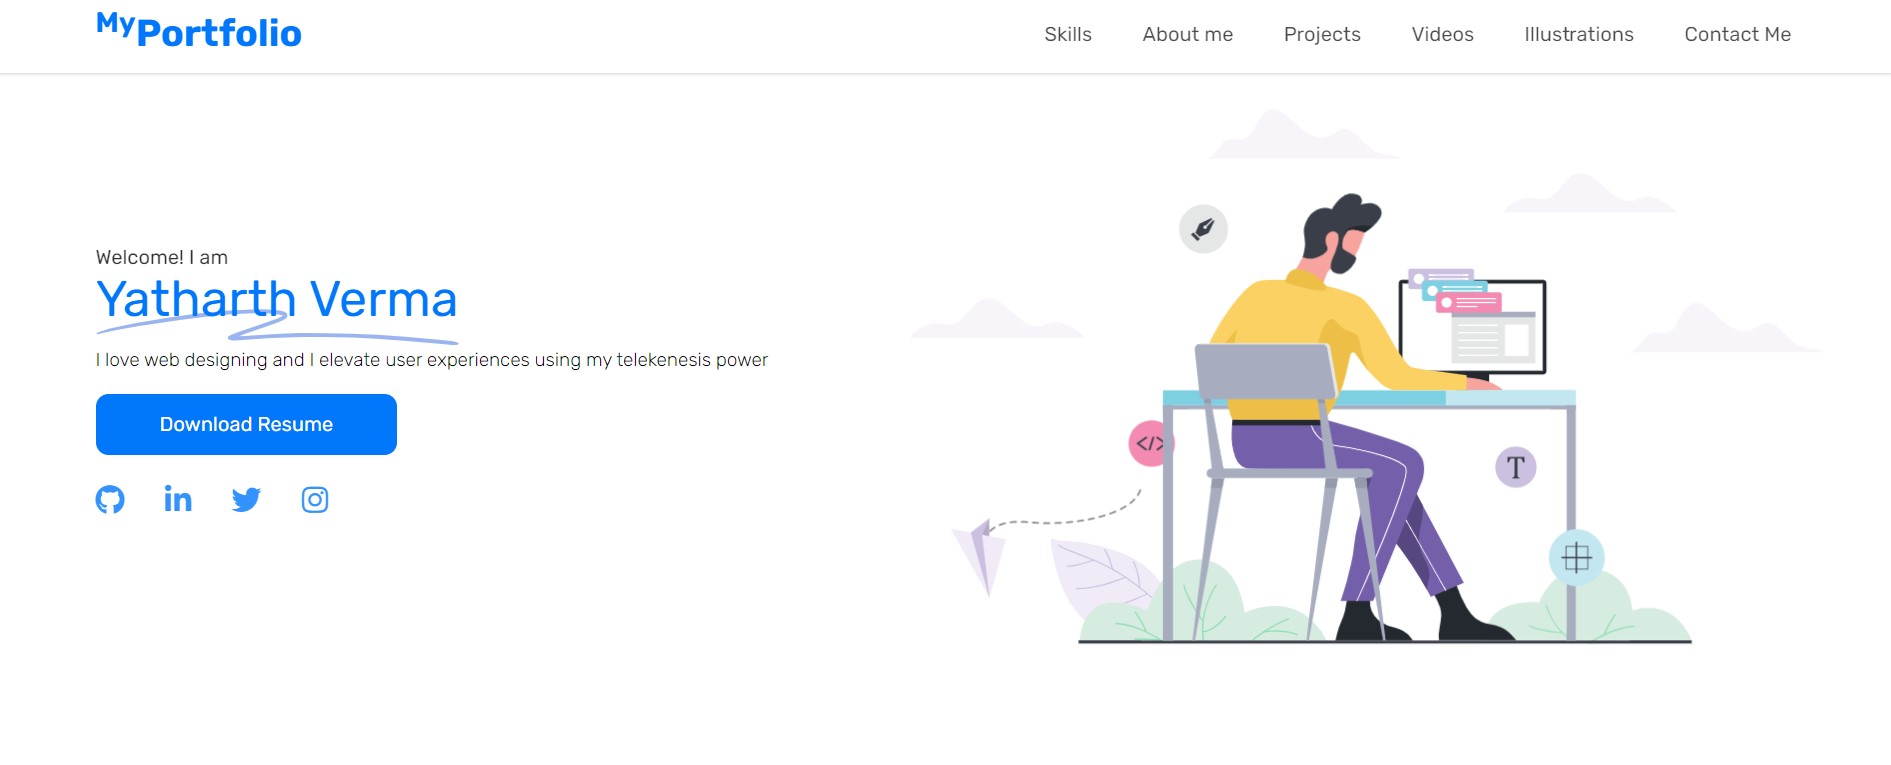 MyPortfolio
Skills About me Projects Videos Illustrations Contact Me
Welcome! I am
Yatharth Verma
I love web designing and I elevate user experiences using my telekenesis power
Download Resume
in
</>
T